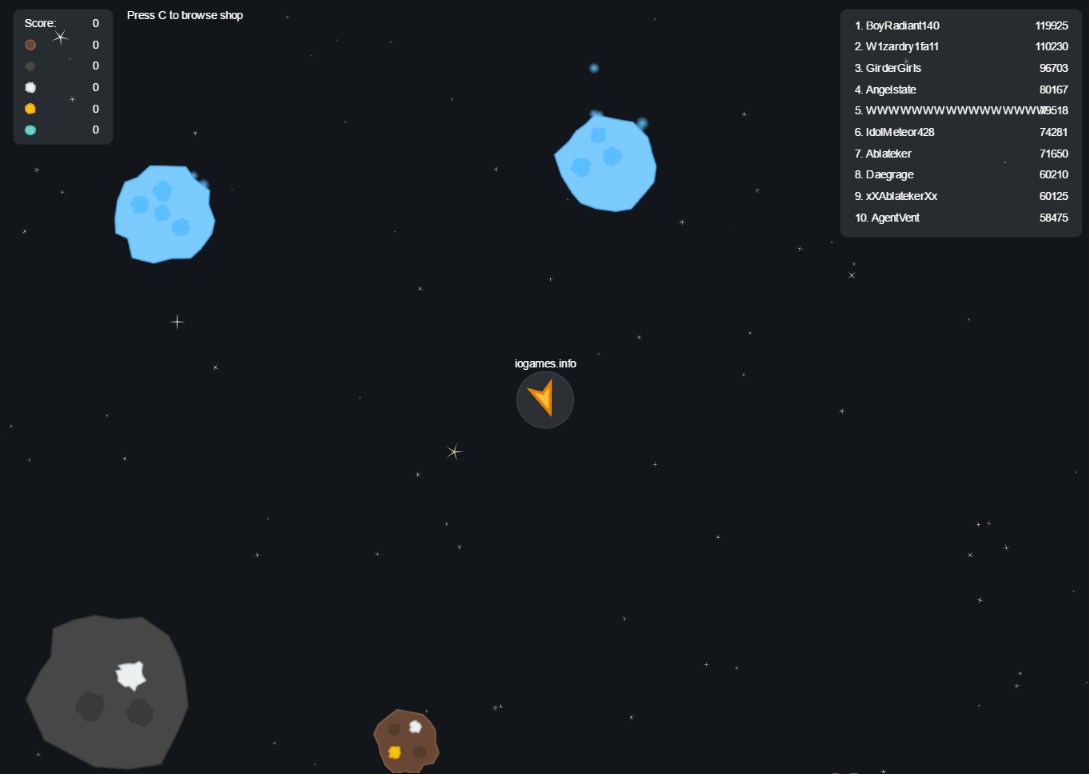 Score: 0
0
0
0
0
0
Press C to browse shop
1. BoyRadiant140 119925
2. W1zardry1fa11 110230
3. GirderGirls 96703
4. Angelstate 80167
5. WWWWWWWWWWWWWWWW 79518
6. IdolMeteor428 74281
7. Ablateker 71650
8. Daegrage 60210
9. xXAblatekerXx 60125
10. AgentVent 58475
iogames.info